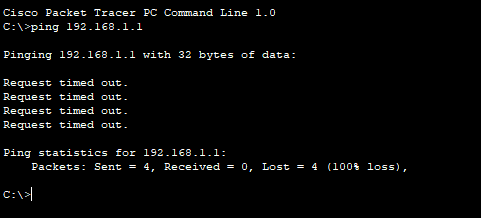 Cisco Packet Tracer PC Command Line 1.0
C:\>ping 192.168.1.1
Pinging 192.168.1.1 with 32 bytes of data:
Request timed out.
Request timed out.
Request timed out.
Request timed out.
Ping statistics for 192.168.1.1:
    Packets: Sent = 4, Received = 0, Lost = 4 (100% loss),
C:\>